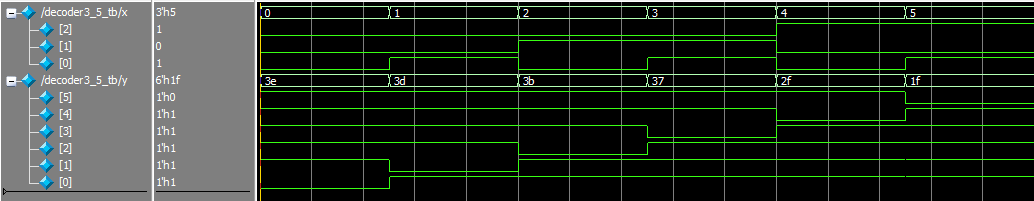 /decoder3_5_tb/x 3'h5 0 1 2 3 4 5
[2] 1
[1] 0
[0] 1
/decoder3_5_tb/y 6'h1f 3e 3d 3b 37 2f 1f
[5] 1'h0
[4] 1'h1
[3] 1'h1
[2] 1'h1
[1] 1'h1
[0] 1'h1